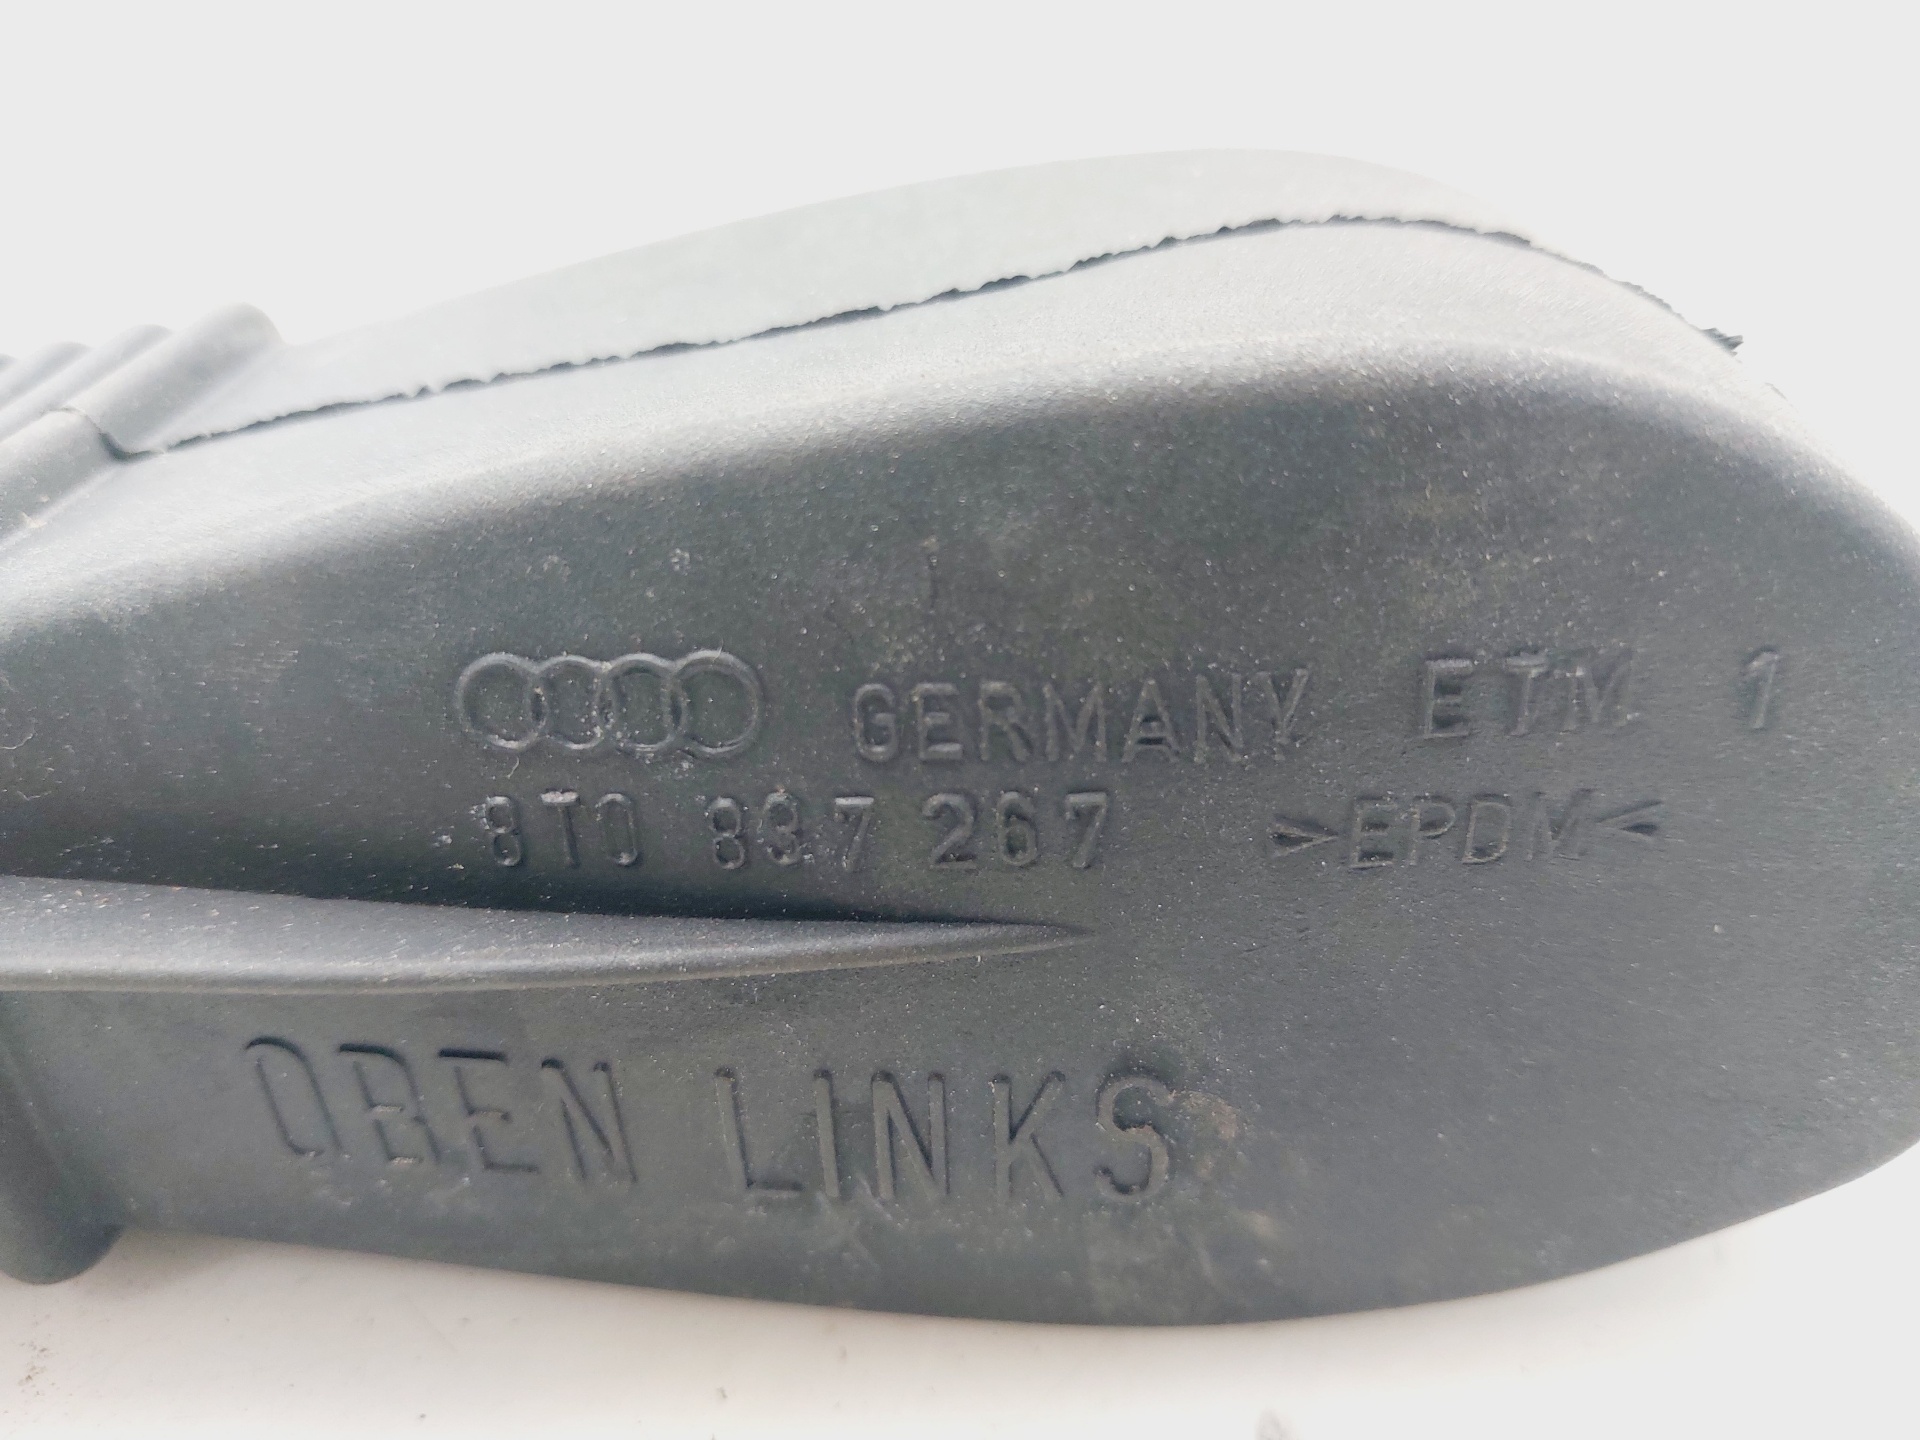 GERMANY ETM 1
8T0 837 267 >EPDM<
OBEN LINKS